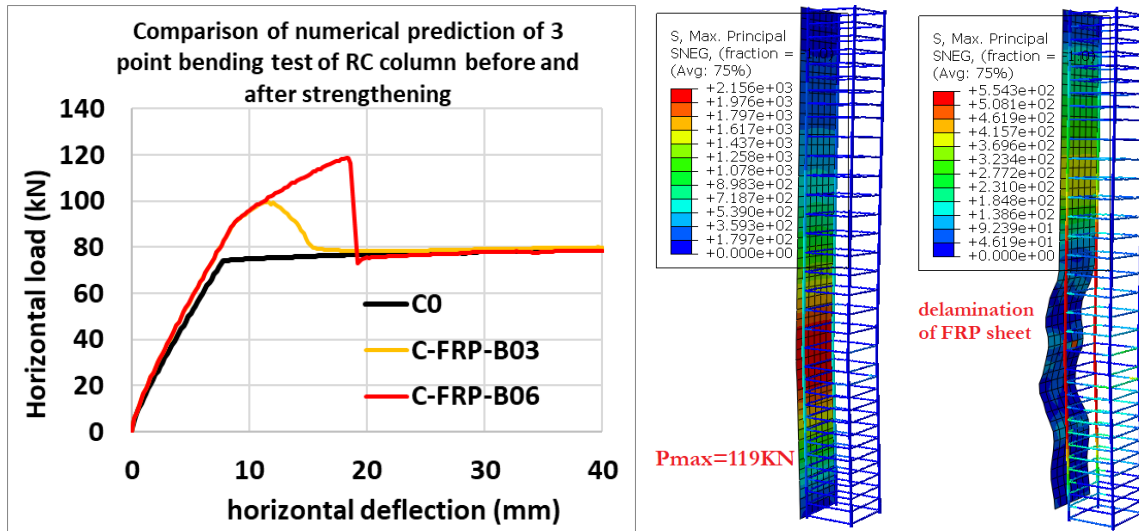 Comparison of numerical prediction of 3
point bending test of RC column before and
after strengthening
Horizontal load (kN)
140
120
100
80
60
40
20
0
C0
C-FRP-B03
C-FRP-B06
0 10 20 30 40
horizontal deflection (mm)
S, Max. Principal
SNEG, (fraction =
(Avg: 75%)
+2.156e+03
+1.976e+03
+1.797e+03
+1.617e+03
+1.437e+03
+1.258e+03
+1.078e+03
+8.983e+02
+7.187e+02
+5.390e+02
+3.593e+02
+1.797e+02
+0.000e+00
Pmax=119KN
S, Max. Principal
SNEG, (fraction =
(Avg: 75%)
+5.543e+02
+5.081e+02
+4.619e+02
+4.157e+02
+3.696e+02
+3.234e+02
+2.772e+02
+2.310e+02
+1.848e+02
+1.386e+02
+9.239e+01
+4.619e+01
+0.000e+00
delamination
of FRP sheet